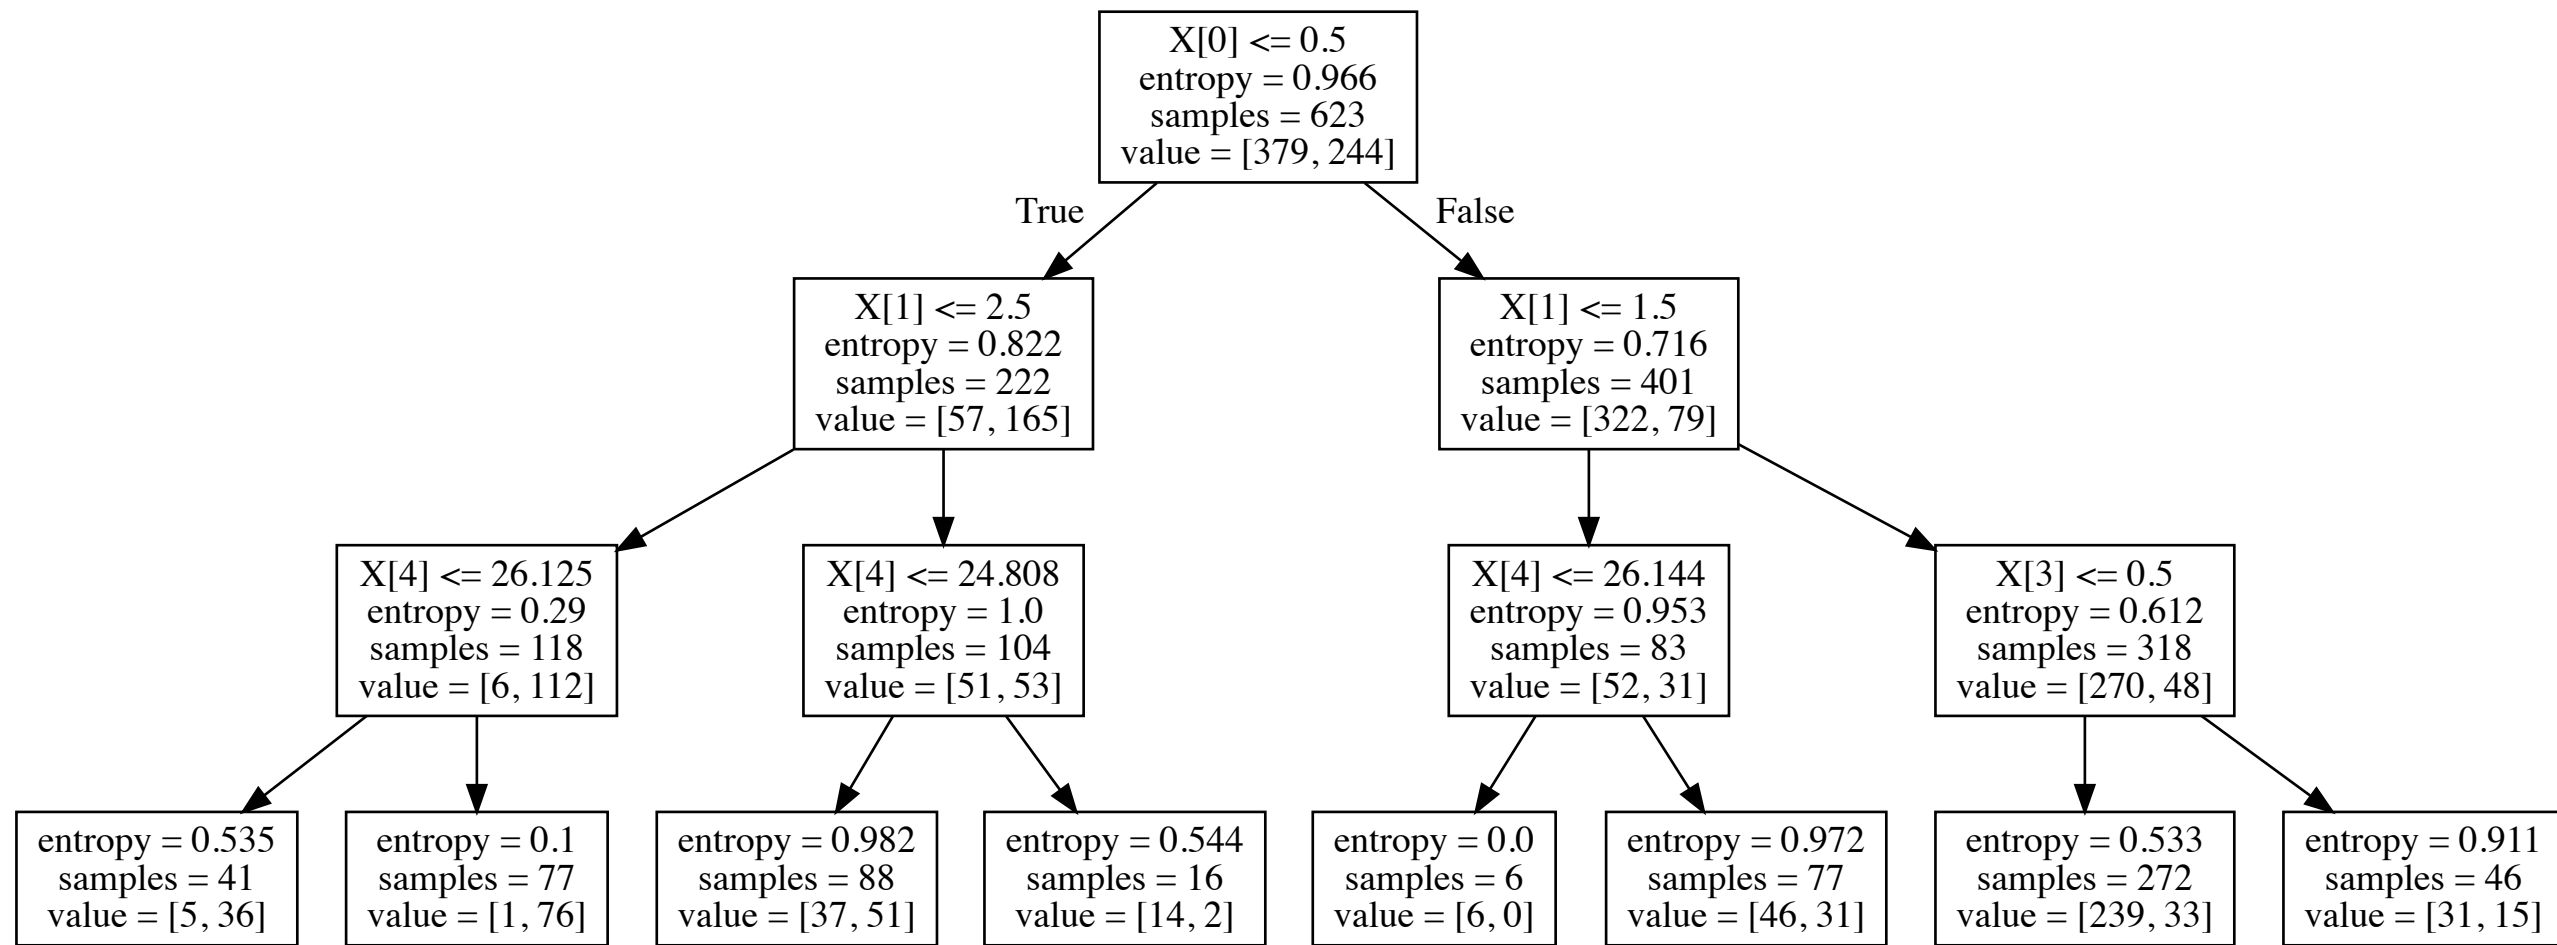 X[0] <= 0.5
entropy = 0.966
samples = 623
value = [379, 244]
True
False
X[1] <= 2.5
entropy = 0.822
samples = 222
value = [57, 165]
X[1] <= 1.5
entropy = 0.716
samples = 401
value = [322, 79]
X[4] <= 26.125
entropy = 0.29
samples = 118
value = [6, 112]
X[4] <= 24.808
entropy = 1.0
samples = 104
value = [51, 53]
X[4] <= 26.144
entropy = 0.953
samples = 83
value = [52, 31]
X[3] <= 0.5
entropy = 0.612
samples = 318
value = [270, 48]
entropy = 0.535
samples = 41
value = [5, 36]
entropy = 0.1
samples = 77
value = [1, 76]
entropy = 0.982
samples = 88
value = [37, 51]
entropy = 0.544
samples = 16
value = [14, 2]
entropy = 0.0
samples = 6
value = [6, 0]
entropy = 0.972
samples = 77
value = [46, 31]
entropy = 0.533
samples = 272
value = [239, 33]
entropy = 0.911
samples = 46
value = [31, 15]